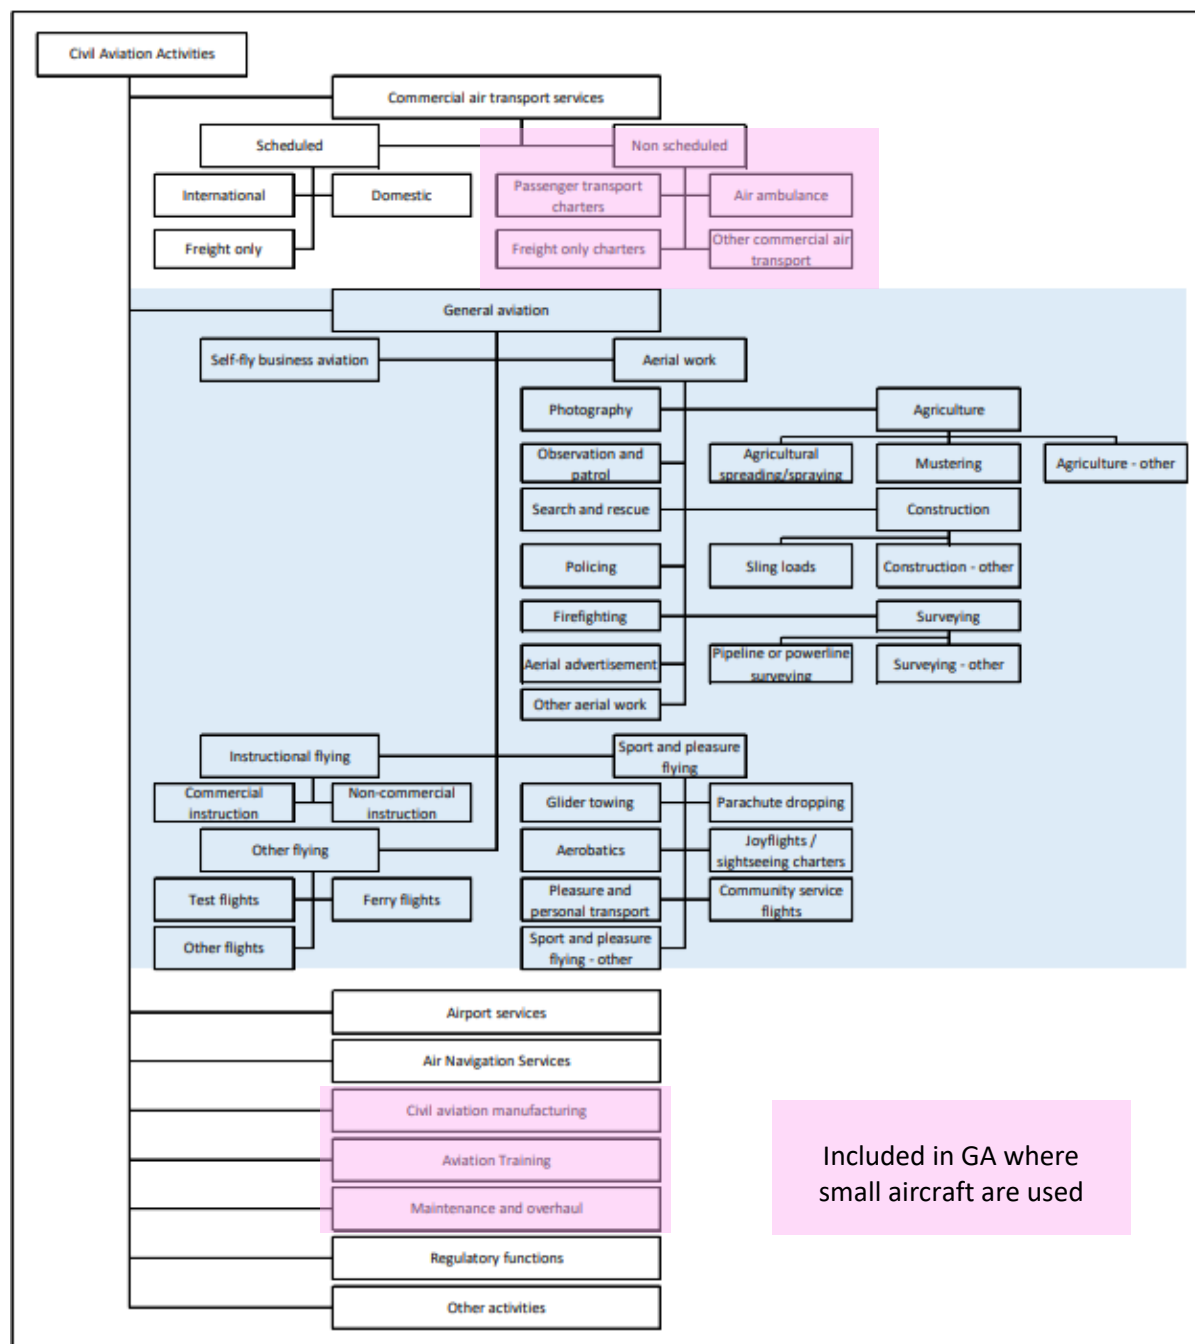 Civil Aviation Activities
Commercial air transport services
Scheduled
Non scheduled
International
Domestic
Passenger transport
charters
Air ambulance
Freight only
Freight only charters
Other commercial air
transport
General aviation
Self-fly business aviation
Aerial work
Photography
Agriculture
Observation and
patrol
Agricultural
spreading/spraying
Mustering
Agriculture - other
Search and rescue
Construction
Policing
Sling loads
Construction - other
Firefighting
Surveying
Aerial advertisement
Pipeline or powerline
surveying
Surveying - other
Other aerial work
Instructional flying
Sport and pleasure
flying
Commercial
instruction
Non-commercial
instruction
Glider towing
Parachute dropping
Other flying
Aerobatics
Joyflights /
sightseeing charters
Test flights
Ferry flights
Pleasure and
personal transport
Community service
flights
Other flights
Sport and pleasure
flying - other
Airport services
Air Navigation Services
Civil aviation manufacturing
Aviation Training
Maintenance and overhaul
Regulatory functions
Other activities
Included in GA where
small aircraft are used